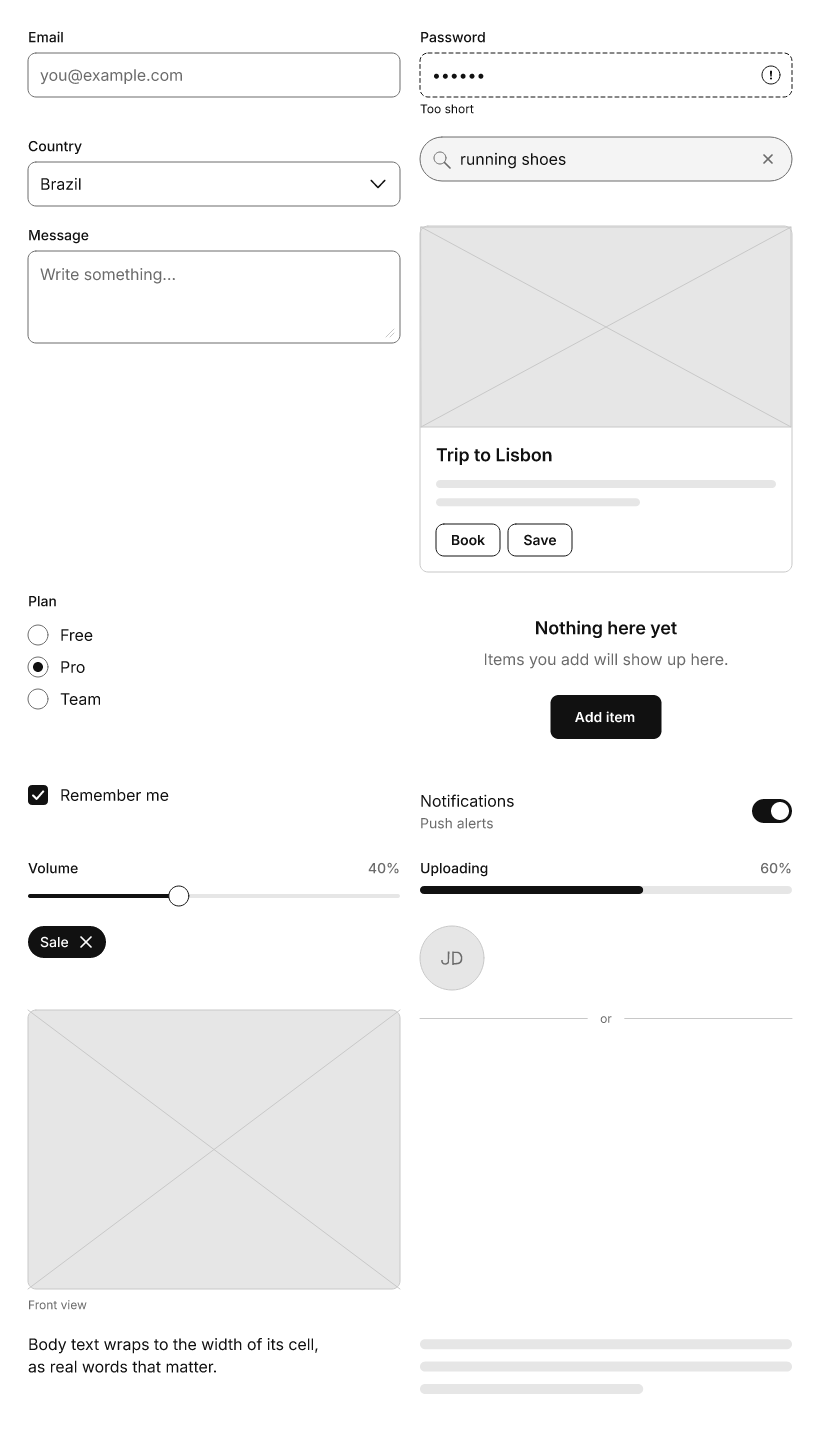 Email
you@example.com
Password
••••••
Too short
Country
Brazil
running shoes
Message
Write something...
Trip to Lisbon
Book
Save
Plan
Free
Pro
Team
Nothing here yet
Items you add will show up here.
Add item
Remember me
Notifications
Push alerts
Volume
40%
Uploading
60%
Sale
JD
or
Front view
Body text wraps to the width of its cell,
as real words that matter.